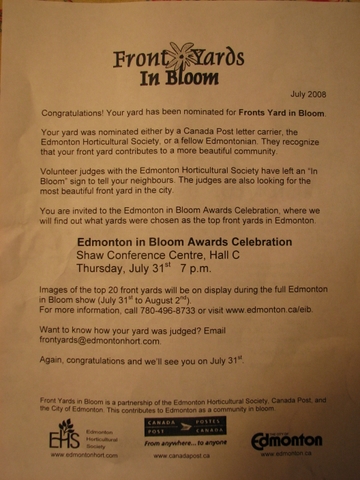 Front Yards
In Bloom
July 2008
Congratulations! Your yard has been nominated for Fronts Yard in Bloom.
Your yard was nominated either by a Canada Post letter carrier, the
Edmonton Horticultural Society, or a fellow Edmontonian. They recognize
that your front yard contributes to a more beautiful community.
Volunteer judges with the Edmonton Horticultural Society have left an "In
Bloom" sign to tell your neighbours. The judges are also looking for the
most beautiful front yard in the city.
You are invited to the Edmonton in Bloom Awards Celebration, where we
will find out what yards were chosen as the top front yards in Edmonton.
Edmonton in Bloom Awards Celebration
Shaw Conference Centre, Hall C
Thursday, July 31st 7 p.m.
Images of the top 20 front yards will be on display during the full Edmonton
in Bloom show (July 31st to August 2nd)
For more information, call 780-496-8733 or visit www.edmonton.ca/eib.
Want to know how your yard was judged? Email
frontyards@edmontonhort.com.
Again, congratulations and we'll see you on July 31st.
Front Yards in Bloom is a partnership of the Edmonton Horticultural Society, Canada Post, and
the City of Edmonton. This contributes to Edmonton as a community in bloom.
EHS Edmonton
Horticultural
Society
www.edmontonhort.com
CANADA POST POSTES CANADA
From anywhere... to anyone
www.canadapost.ca
THE CITY OF
Edmonton
www.edmonton.ca